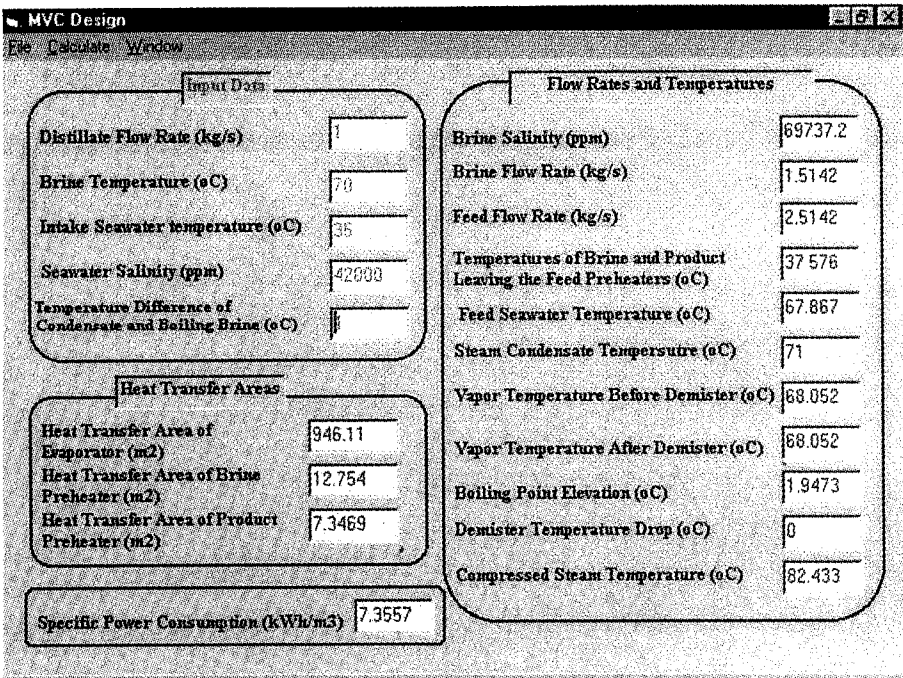 MVC Design
File Calculate Window
Input Data
Distillate Flow Rate (kg/s) 1
Brine Temperature (oC) 70
Intake Seawater temperature (oC) 35
Seawater Salinity (ppm) 42000
Temperature Difference of
Condensate and Boiling Brine (oC)
Heat Transfer Areas
Heat Transfer Area of
Evaporator (m2) 946.11
Heat Transfer Area of Brine
Preheater (m2) 12.754
Heat Transfer Area of Product
Preheater (m2) 7.3469
Specific Power Consumption (kWh/m3) 7.3557
Flow Rates and Temperatures
Brine Salinity (ppm) 69737.2
Brine Flow Rate (kg/s) 1.5142
Feed Flow Rate (kg/s) 2.5142
Temperatures of Brine and Product
Leaving the Feed Preheaters (oC) 37 576
Feed Seawater Temperature (oC) 67.867
Steam Condensate Tempersutre (oC) 71
Vapor Temperature Before Demister (oC) 68.052
Vapor Temperature After Demister (oC) 68.052
Boiling Point Elevation (oC) 1.9473
Demister Temperature Drop (oC) 0
Compressed Steam Temperature (oC) 82.433